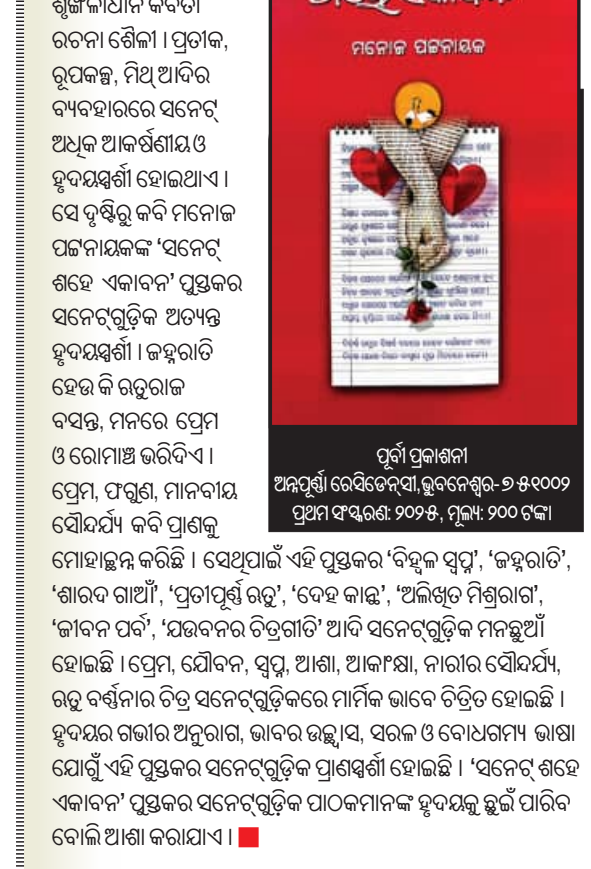 ଶୃଙ୍ଖଳାଧୀନ କବିତା
ରଚନା ଶୈଳୀ । ପ୍ରତୀକ,
ରୂପକଳ୍ପ, ମିଥ୍ ଆଦିର
ବ୍ୟବହାରରେ ସନେଟ୍
ଅଧିକ ଆକର୍ଷଣୀୟ ଓ
ହୃଦୟସ୍ପର୍ଶୀ ହୋଇଥାଏ ।
ସେ ଦୃଷ୍ଟିରୁ କବି ମନୋଜ
ପଟ୍ଟନାୟକଙ୍କ ‘ସନେଟ୍
ଶହେ ଏକାବନ’ ପୁସ୍ତକର
ସନେଟ୍‌ଗୁଡ଼ିକ ଅତ୍ୟନ୍ତ
ହୃଦୟସ୍ପର୍ଶୀ । ଜହ୍ନରାତି
ହେଉ କି ଋତୁରାଜ
ବସନ୍ତ, ମନରେ ପ୍ରେମ
ଓ ରୋମାଞ୍ଚ ଭରିଦିଏ ।
ପ୍ରେମ, ଫଗୁଣ, ମାନବୀୟ
ସୌନ୍ଦର୍ଯ୍ୟ କବି ପ୍ରାଣକୁ
ମୋହାଚ୍ଛନ୍ନ କରିଛି । ସେଥିପାଇଁ ଏହି ପୁସ୍ତକର ‘ବିହ୍ୱଳ ସ୍ୱପ୍ନ’, ‘ଜହ୍ନରାତି’,
‘ଶାରଦ ଗାଆଁ’, ‘ପ୍ରତୀପୂର୍ଣ୍ଣ ଋତୁ’, ‘ଦେହ କାନ୍ଥ’, ‘ଅଲିଖିତ ମିଶ୍ରରାଗ’,
‘ଜୀବନ ପର୍ବ’, ‘ଯଉବନର ଚିତ୍ରଗୀତି’ ଆଦି ସନେଟ୍‌ଗୁଡ଼ିକ ମନଛୁଆଁ
ହୋଇଛି । ପ୍ରେମ, ଯୌବନ, ସ୍ୱପ୍ନ, ଆଶା, ଆକାଂକ୍ଷା, ନାରୀର ସୌନ୍ଦର୍ଯ୍ୟ,
ଋତୁ ବର୍ଣ୍ଣନାର ଚିତ୍ର ସନେଟ୍‌ଗୁଡ଼ିକରେ ମାର୍ମିକ ଭାବେ ଚିତ୍ରିତ ହୋଇଛି ।
ହୃଦୟର ଗଭୀର ଅନୁରାଗ, ଭାବର ଉଚ୍ଛ୍ୱାସ, ସରଳ ଓ ବୋଧଗମ୍ୟ ଭାଷା
ଯୋଗୁଁ ଏହି ପୁସ୍ତକର ସନେଟ୍‌ଗୁଡ଼ିକ ପ୍ରାଣସ୍ପର୍ଶୀ ହୋଇଛି । ‘ସନେଟ୍ ଶହେ
ଏକାବନ’ ପୁସ୍ତକର ସନେଟ୍‌ଗୁଡ଼ିକ ପାଠକମାନଙ୍କ ହୃଦୟକୁ ଛୁଇଁ ପାରିବ
ବୋଲି ଆଶା କରାଯାଏ ।
ମନୋଜ ପଟ୍ଟନାୟକ
ପୂର୍ବୀ ପ୍ରକାଶନୀ
ଅନ୍ନପୂର୍ଣ୍ଣା ରେସିଡେନ୍‌ସୀ,ଭୁବନେଶ୍ୱର-୭୫୧୦୦୨
ପ୍ରଥମ ସଂସ୍କରଣ: ୨୦୨୫, ମୂଲ୍ୟ: ୨୦୦ ଟଙ୍କା